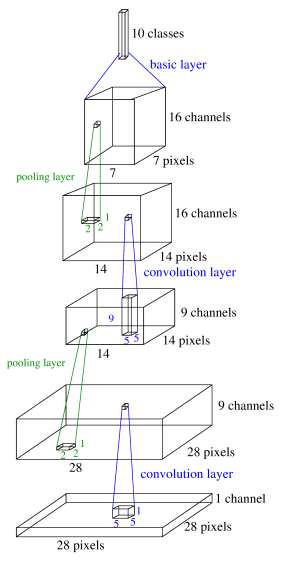 10 classes
basic layer
16 channels
7 pixels
7
pooling layer
16 channels
2 2 1
14 pixels
14
convolution layer
9 channels
9
5 5 1
14 pixels
14
pooling layer
9 channels
1
2 2
28 pixels
28
convolution layer
1 channel
1
5 5
28 pixels
28 pixels